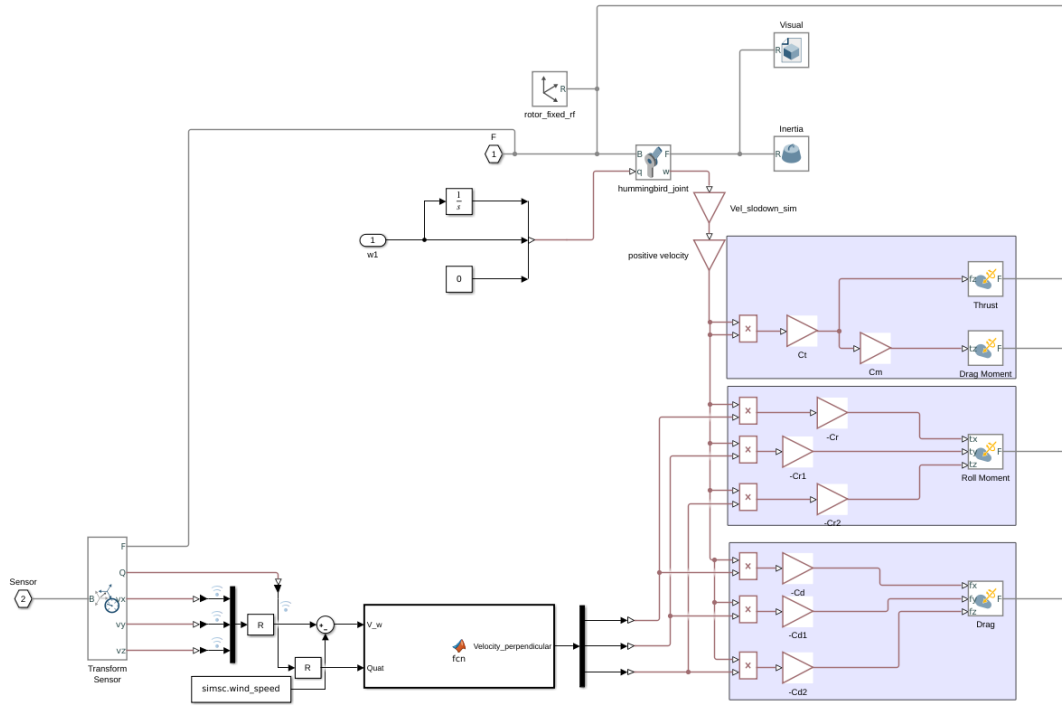 Visual
R
R
rotor_fixed_rf
F
1
Inertia
R
B
F
q
w
hummingbird_joint
1
s
Vel_slodown_sim
1
w1
positive velocity
0
fz
F
Thrust
×
Ct
Cm
tz
F
Drag Moment
×
-Cr
tx
×
-Cr1
ty
F
tz
Roll Moment
×
-Cr2
F
×
-Cd
Q
fx
Sensor
2
B
vx
fy
F
fz
×
-Cd1
Drag
vy
R
+
-
V_w
vz
Velocity_perpendicular
fcn
Transform
Sensor
R
Quat
×
-Cd2
simsc.wind_speed